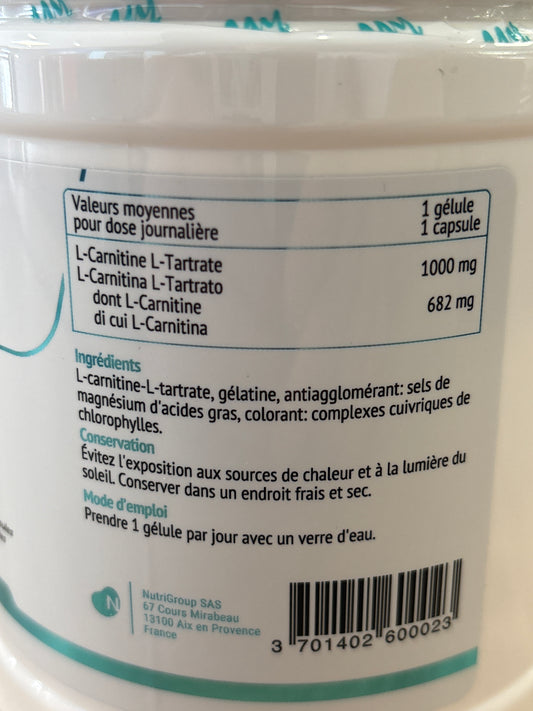 Valeurs moyennes
pour dose journalière
1 gélule
1 capsule
L-Carnitine L-Tartrate
L-Carnitina L-Tartrato
1000 mg
dont L-Carnitine
di cui L-Carnitina
682 mg
Ingrédients
L-carnitine-L-tartrate, gélatine, antiagglomérant: sels de
magnésium d'acides gras, colorant: complexes cuivriques de
chlorophylles.
Conservation
Évitez l'exposition aux sources de chaleur et à la lumière du
soleil. Conserver dans un endroit frais et sec.
Mode d'emploi
Prendre 1 gélule par jour avec un verre d'eau.
N
NutriGroup SAS
67 Cours Mirabeau
13100 Aix en Provence
France
3 701402 600023